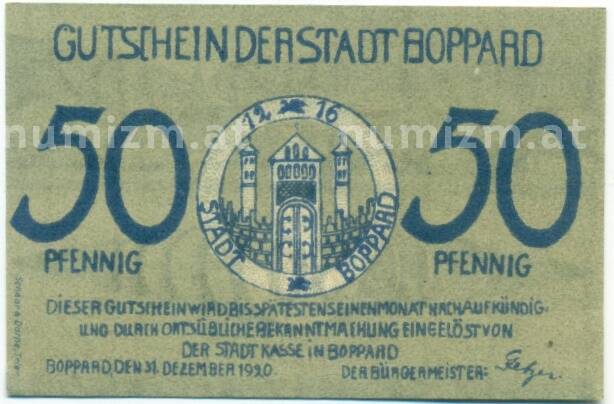 GUTSCHEIN DER STADT BOPPARD
12 16
50 50
STADT BOPPARD
PFENNIG PFENNIG
DIESER GUTSCHEIN WIRD BIS SPÄTESTENS EINEN MONAT NACH AUFKÜNDIG-
UNG DURCH ORTSÜBLICHE BEKANNTMACHUNG EINGELÖST VON
DER STADTKASSE IN BOPPARD
BOPPARD, DEN 31. DEZEMBER 1920. DER BÜRGERMEISTER:
numizm.at numizm.at